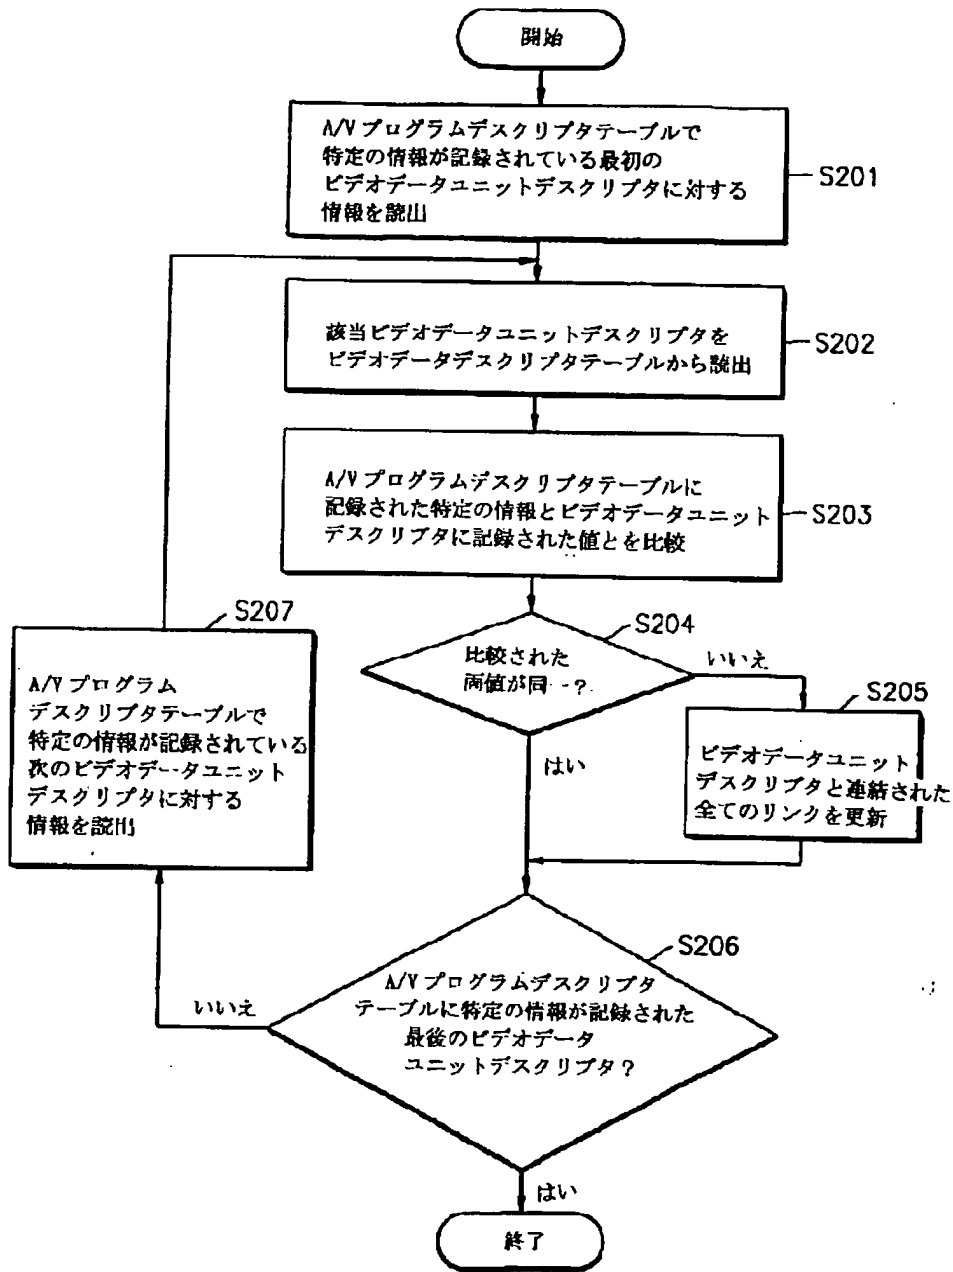 開始
A/V プログラムデスクリプタテーブルで
特定の情報が記録されている最初の
ビデオデータユニットデスクリプタに対する
情報を読出
S201
該当ビデオデータユニットデスクリプタを
ビデオデータデスクリプタテーブルから読出
S202
A/V プログラムデスクリプタテーブルに
記録された特定の情報とビデオデータユニット
デスクリプタに記録された値とを比較
S203
S204
比較された
両値が同一?
いいえ
はい
S205
ビデオデータユニット
デスクリプタと連結された
全てのリンクを更新
S207
A/V プログラム
デスクリプタテーブルで
特定の情報が記録されている
次のビデオデータユニット
デスクリプタに対する
情報を読出
S206
A/V プログラムデスクリプタ
テーブルに特定の情報が記録された
最後のビデオデータ
ユニットデスクリプタ?
いいえ
はい
終了